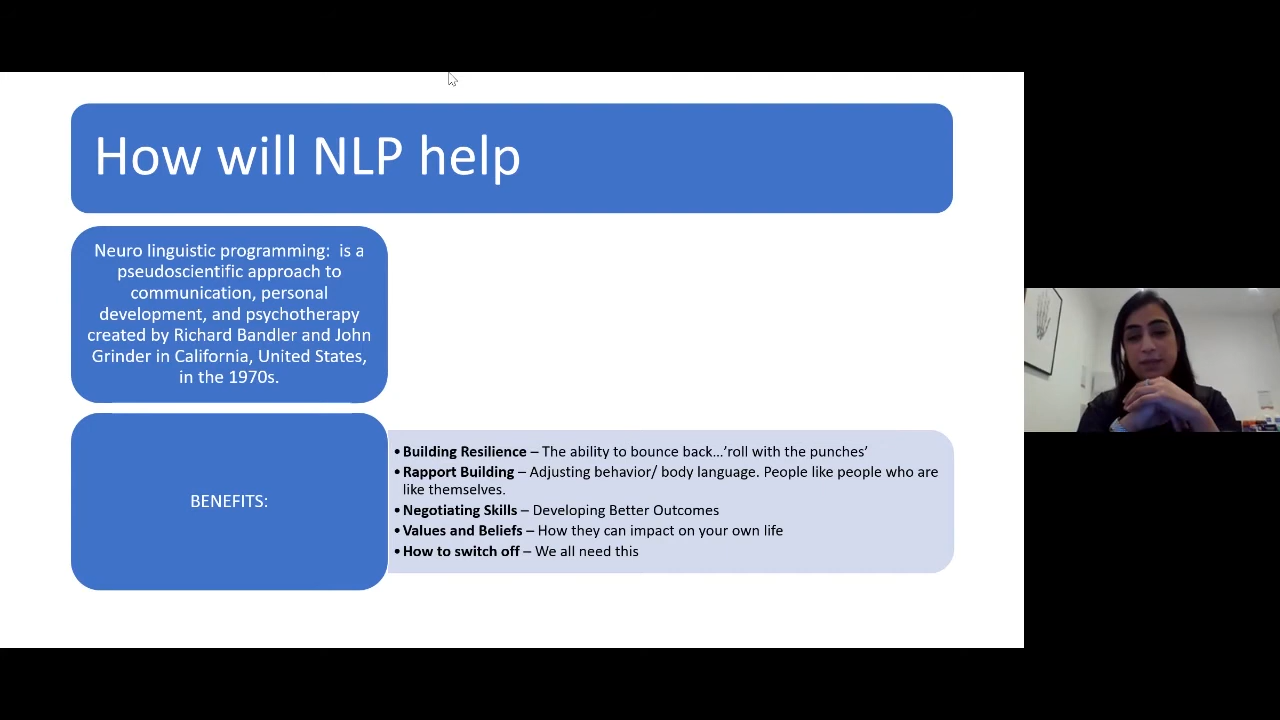 How will NLP help
Neuro linguistic programming:  is a
pseudoscientific approach to
communication, personal
development, and psychotherapy
created by Richard Bandler and John
Grinder in California, United States,
in the 1970s.
BENEFITS:
• Building Resilience – The ability to bounce back...’roll with the punches’
• Rapport Building – Adjusting behavior/ body language. People like people who are
like themselves.
• Negotiating Skills – Developing Better Outcomes
• Values and Beliefs – How they can impact on your own life
• How to switch off – We all need this